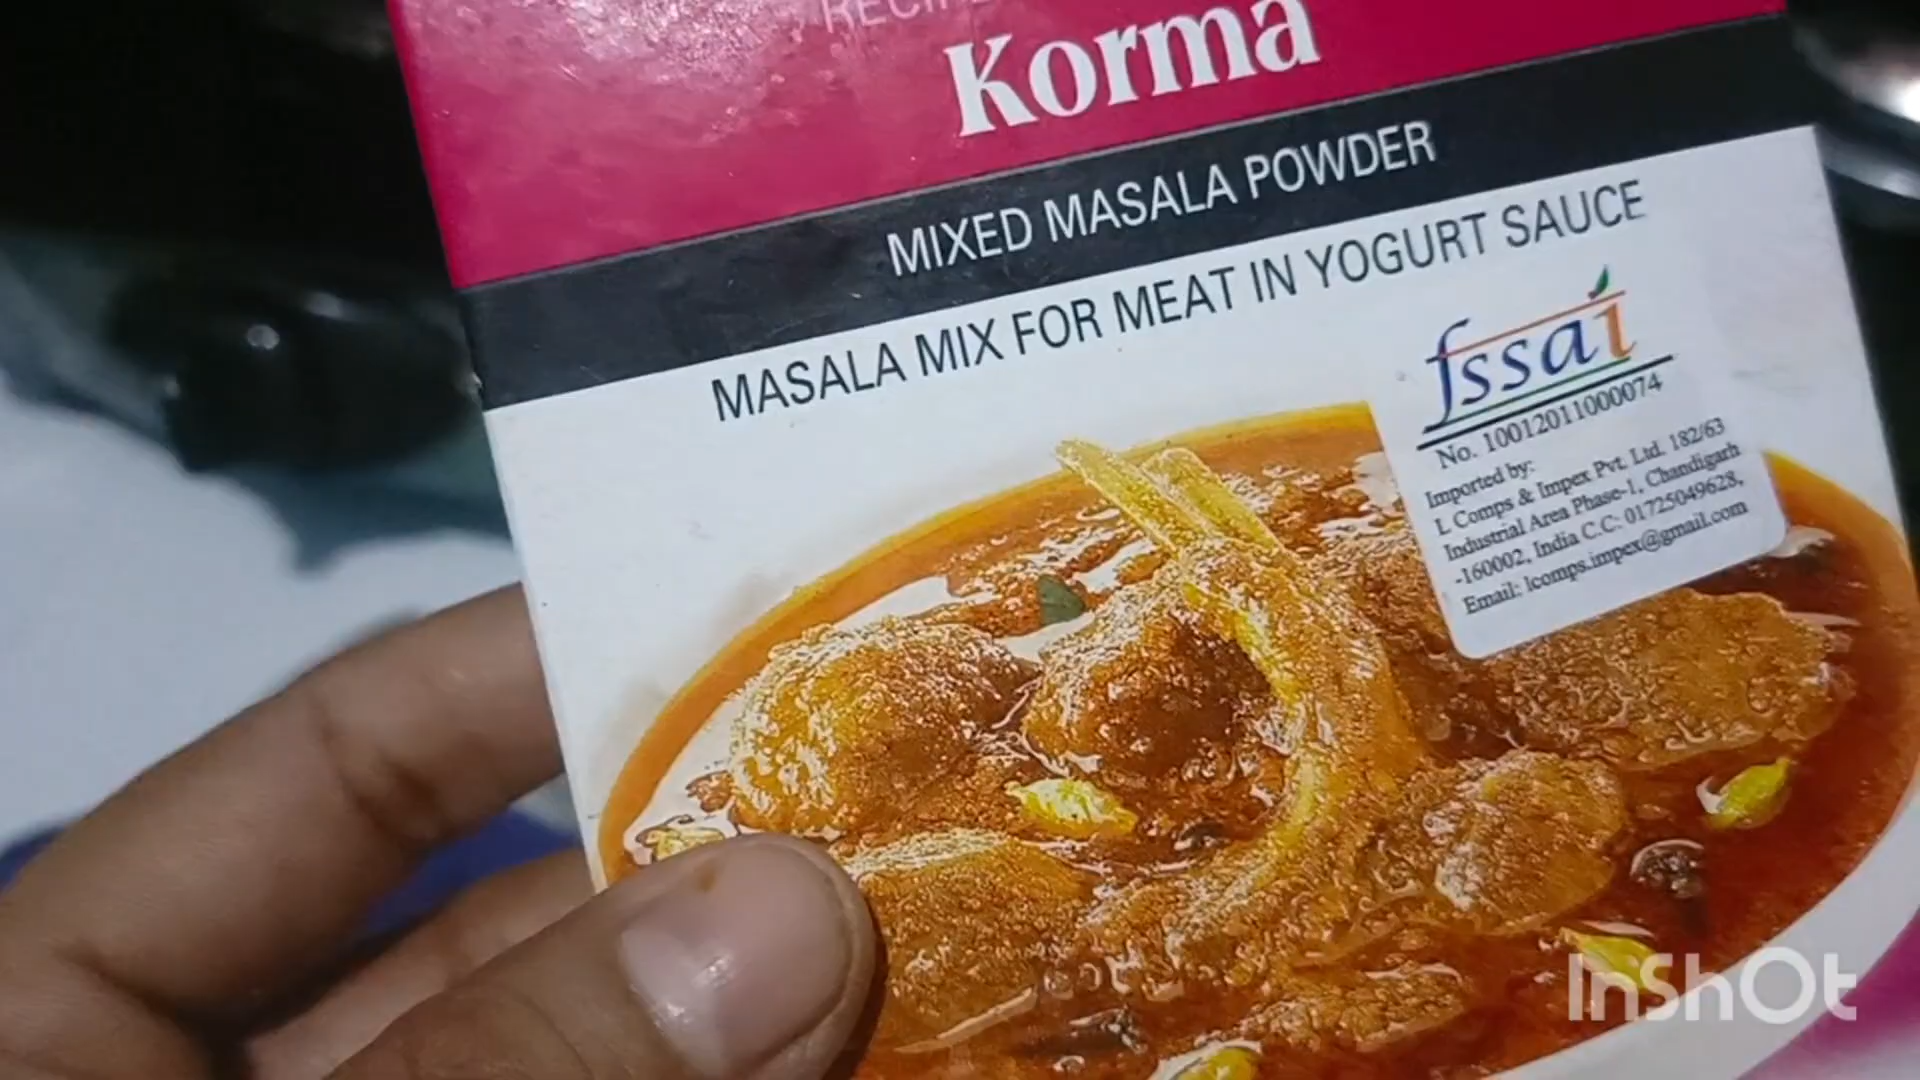 Korma
MIXED MASALA POWDER
MASALA MIX FOR MEAT IN YOGURT SAUCE
fssai
No. 10012011000074
Imported by:
L Comps & Impex Pvt. Ltd. 182/63
Industrial Area Phase-1, Chandigarh
-160002, India C.C: 01725049628,
Email: lcomps.impex@gmail.com
InShOt